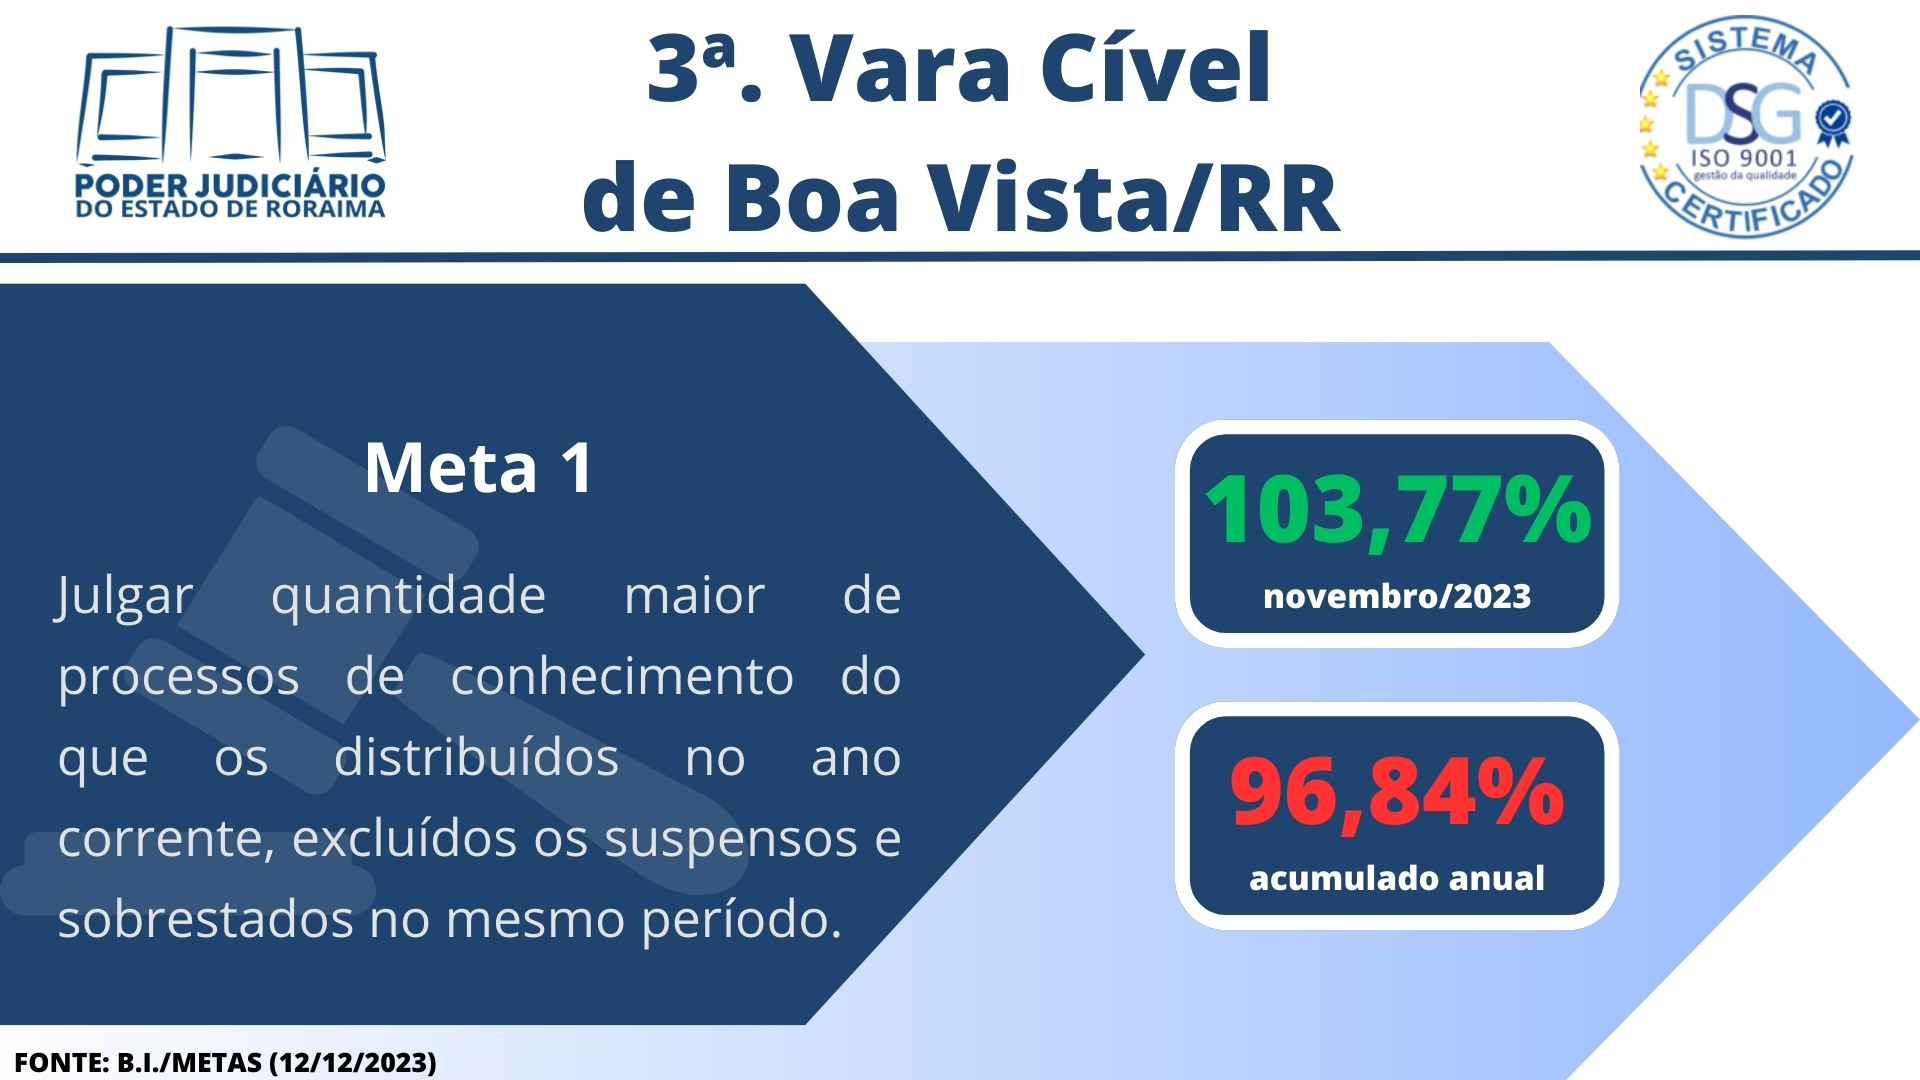 PODER JUDICIÁRIO
DO ESTADO DE RORAIMA
3ª. Vara Cível
de Boa Vista/RR
SISTEMA
DSG
ISO 9001
gestão da qualidade
CERTIFICADO
Meta 1
Julgar quantidade maior de
processos de conhecimento do
que os distribuídos no ano
corrente, excluídos os suspensos e
sobrestados no mesmo período.
103,77%
novembro/2023
96,84%
acumulado anual
FONTE: B.I./METAS (12/12/2023)